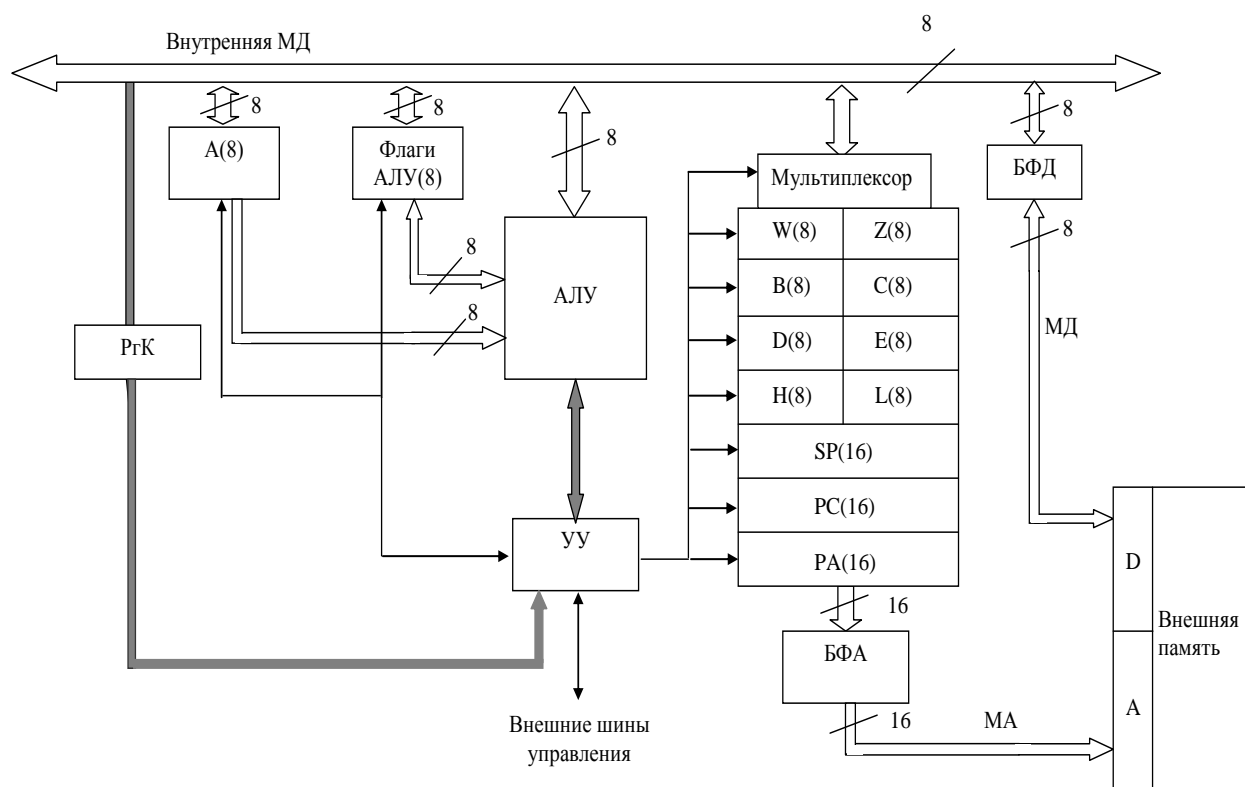 Внутренняя МД
8
8
8
8
8
А(8)
Флаги
АЛУ(8)
Мультиплексор
БФД
W(8)
Z(8)
8
8
АЛУ
B(8)
C(8)
8
МД
РгК
D(8)
E(8)
H(8)
L(8)
SP(16)
PC(16)
УУ
PA(16)
D
16
Внешняя
память
БФА
16
МА
A
Внешние шины
управления